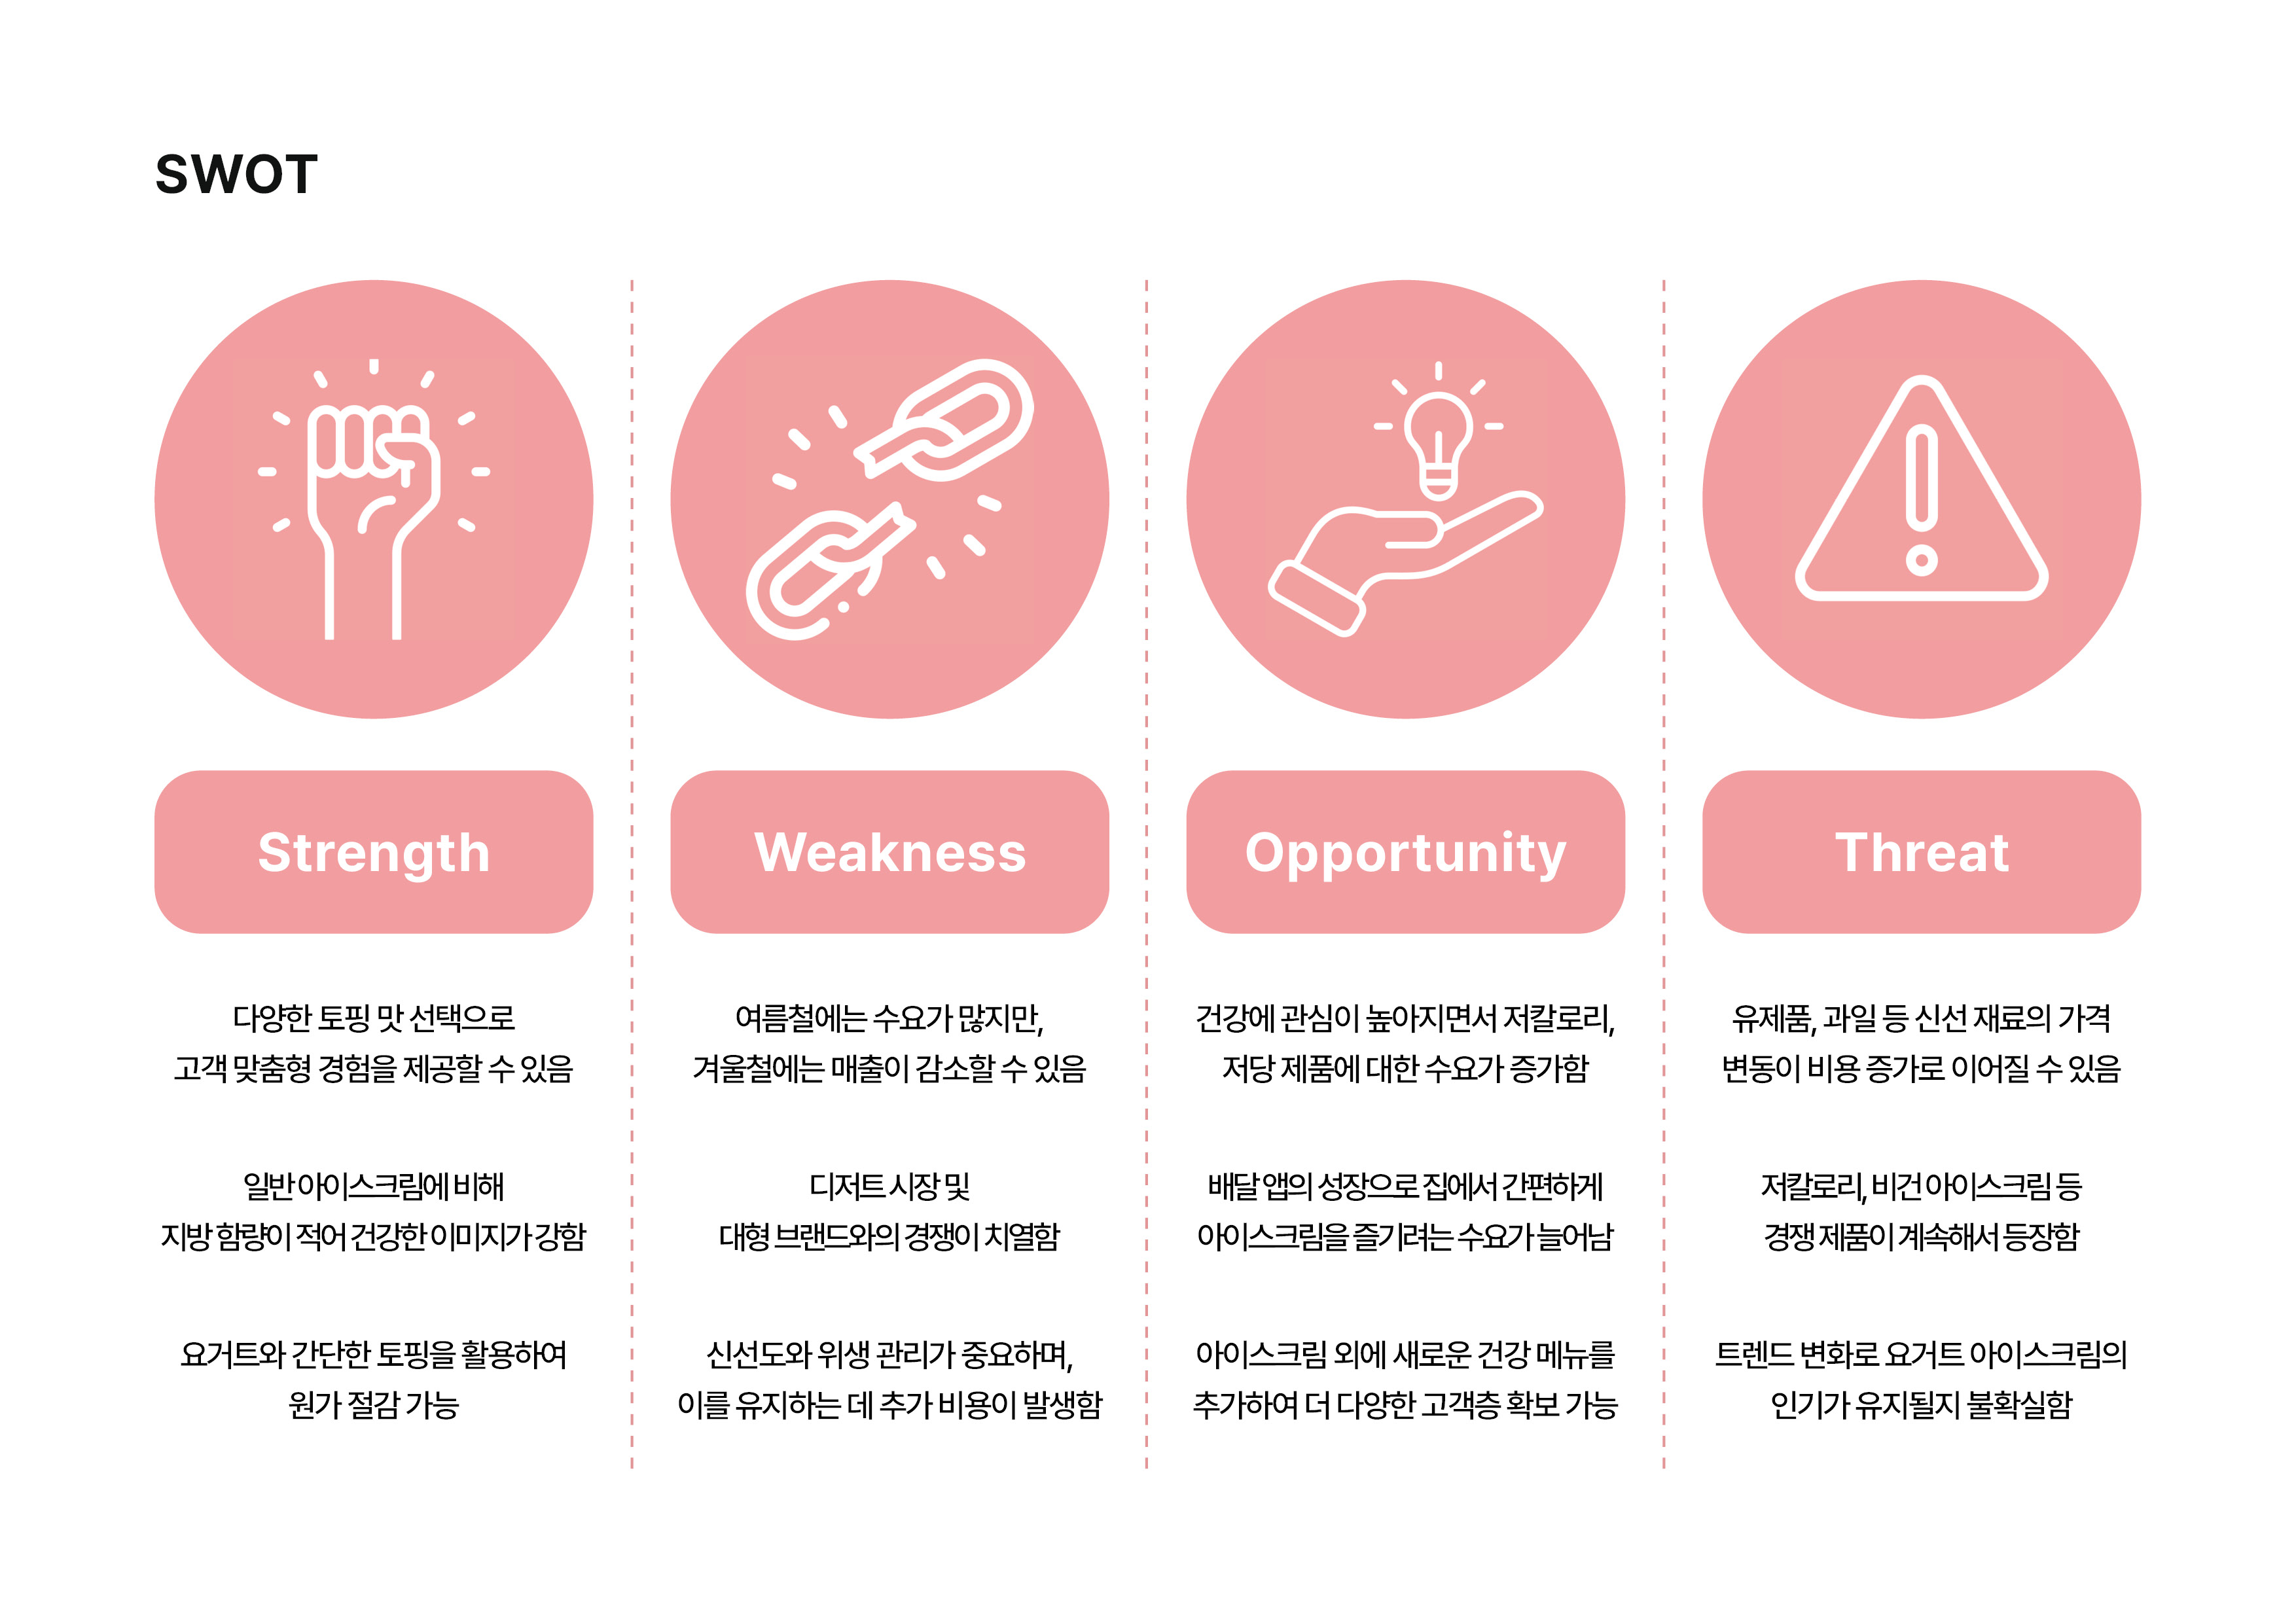 SWOT
Strength
다양한 토핑 맛 선택으로
고객 맞춤형 경험을 제공할 수 있음
일반 아이스크림에 비해
지방 함량이 적어 건강한 이미지가 강함
요거트와 간단한 토핑을 활용하여
원가 절감 가능
Weakness
여름철에는 수요가 많지만,
겨울철에는 매출이 감소할 수 있음
디저트 시장 및
대형 브랜드와의 경쟁이 치열함
신선도와 위생 관리가 중요하며,
이를 유지하는 데 추가 비용이 발생함
Opportunity
건강에 관심이 높아지면서 저칼로리,
저당 제품에 대한 수요가 증가함
배달 앱의 성장으로 집에서 간편하게
아이스크림을 즐기려는 수요가 늘어남
아이스크림 외에 새로운 건강 메뉴를
추가하여 더 다양한 고객층 확보 가능
Threat
유제품, 과일 등 신선 재료의 가격
변동이 비용 증가로 이어질 수 있음
저칼로리, 비건 아이스크림 등
경쟁 제품이 계속해서 등장함
트렌드 변화로 요거트 아이스크림의
인기가 유지될지 불확실함